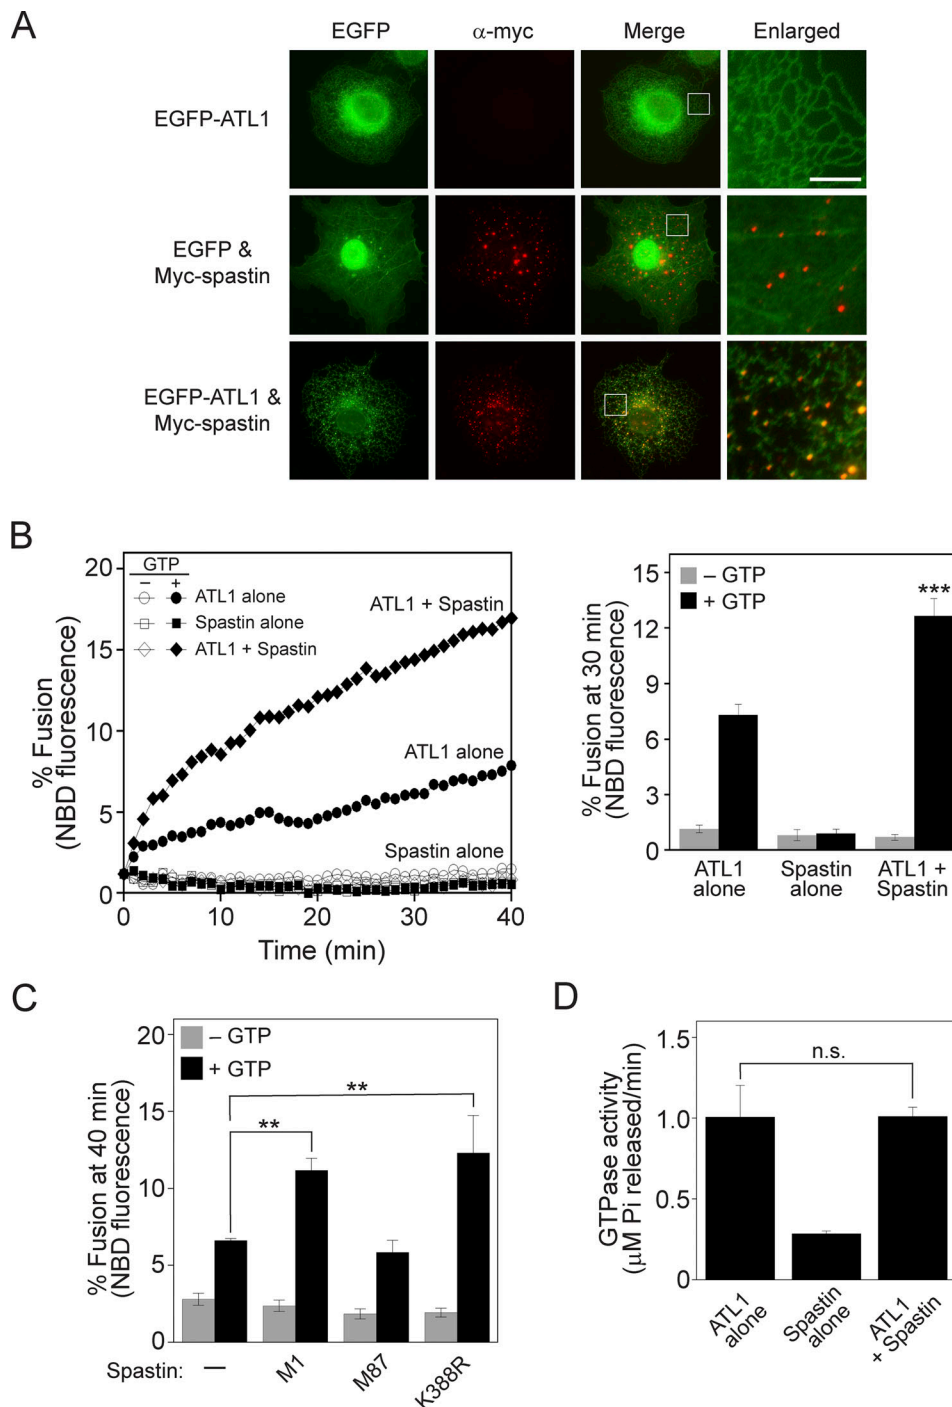 A
EGFP
α-myc
Merge
Enlarged
EGFP-ATL1
EGFP &
Myc-spastin
EGFP-ATL1 &
Myc-spastin
B
% Fusion
(NBD fluorescence)
20
15
10
5
0
GTP
– +
ATL1 alone
Spastin alone
ATL1 + Spastin
ATL1 + Spastin
ATL1 alone
Spastin alone
0 10 20 30 40
Time (min)
% Fusion at 30 min
(NBD fluorescence)
15
12
9
6
3
0
– GTP
+ GTP
***
ATL1
alone
Spastin
alone
ATL1 +
Spastin
C
% Fusion at 40 min
(NBD fluorescence)
20
15
10
5
0
– GTP
+ GTP
**
**
Spastin: — M1 M87 K388R
D
GTPase activity
(μM Pi released/min)
1.5
1.0
0.5
0
n.s.
ATL1
alone
Spastin
alone
ATL1
+ Spastin